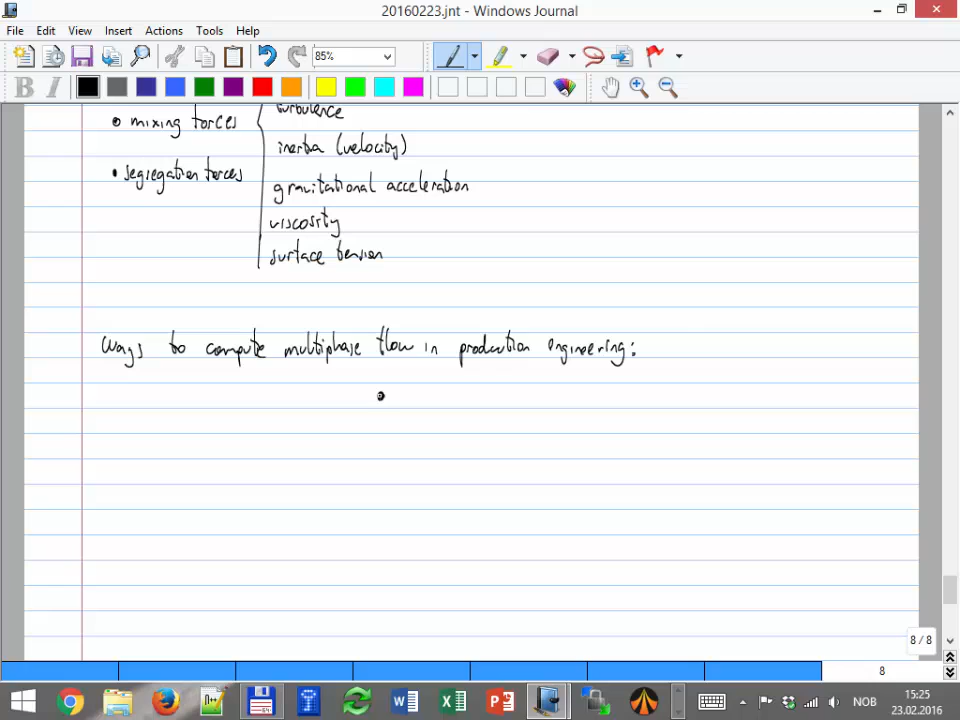 20160223.jnt - Windows Journal
File Edit View Insert Actions Tools Help
85%
B I
turbulence
• mixing forces
inertia (velocity)
• segregation forces
gravitational acceleration
viscosity
surface tension
Ways to compute multiphase flow in production engineering:
•
8 / 8
8
NOB
15:25
23.02.2016